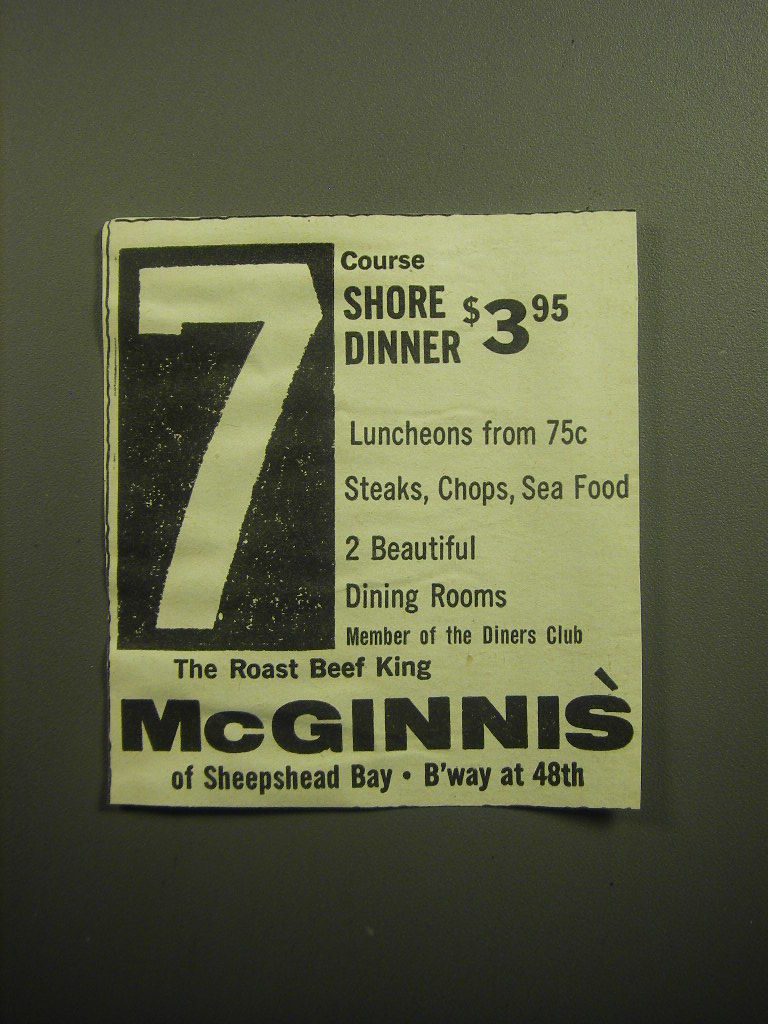 7 Course
SHORE DINNER $3.95
Luncheons from 75c
Steaks, Chops, Sea Food
2 Beautiful
Dining Rooms
Member of the Diners Club
The Roast Beef King
McGINNIS̀
of Sheepshead Bay • B'way at 48th